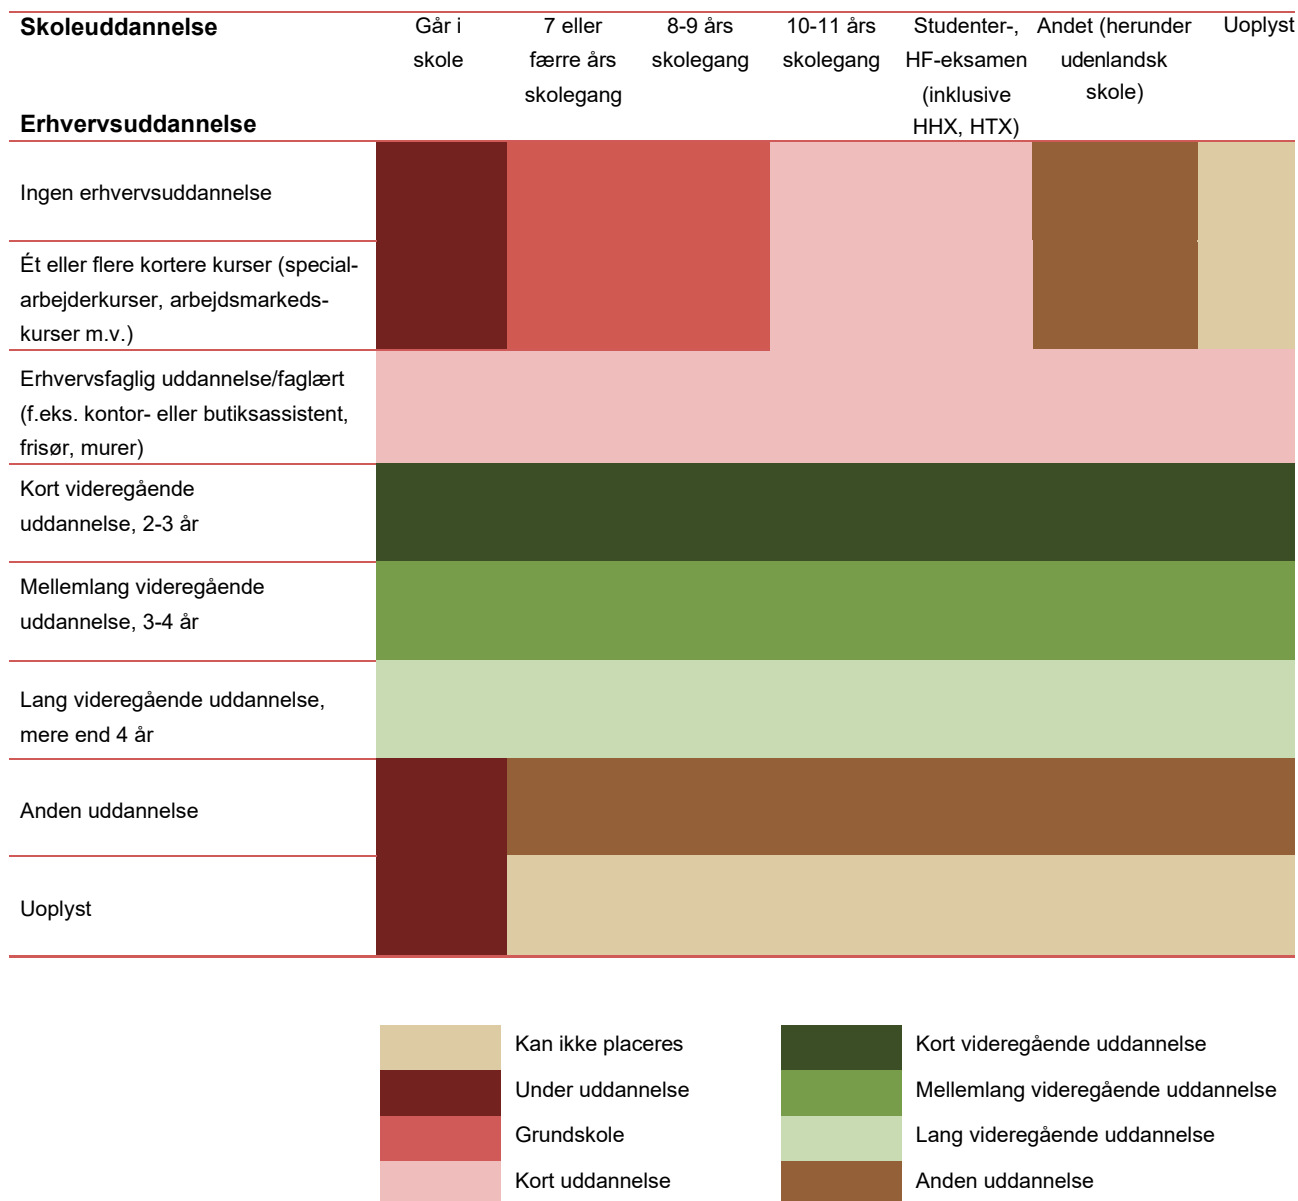 Skoleuddannelse
Erhvervsuddannelse
Går i
skole
7 eller
færre års
skolegang
8-9 års
skolegang
10-11 års
skolegang
Studenter-,
HF-eksamen
(inklusive
HHX, HTX)
Andet (herunder
udenlandsk
skole)
Uoplyst
Ingen erhvervsuddannelse
Ét eller flere kortere kurser (special-
arbejderkurser, arbejdsmarkeds-
kurser m.v.)
Erhvervsfaglig uddannelse/faglært
(f.eks. kontor- eller butiksassistent,
frisør, murer)
Kort videregående
uddannelse, 2-3 år
Mellemlang videregående
uddannelse, 3-4 år
Lang videregående uddannelse,
mere end 4 år
Anden uddannelse
Uoplyst
Kan ikke placeres
Under uddannelse
Grundskole
Kort uddannelse
Kort videregående uddannelse
Mellemlang videregående uddannelse
Lang videregående uddannelse
Anden uddannelse